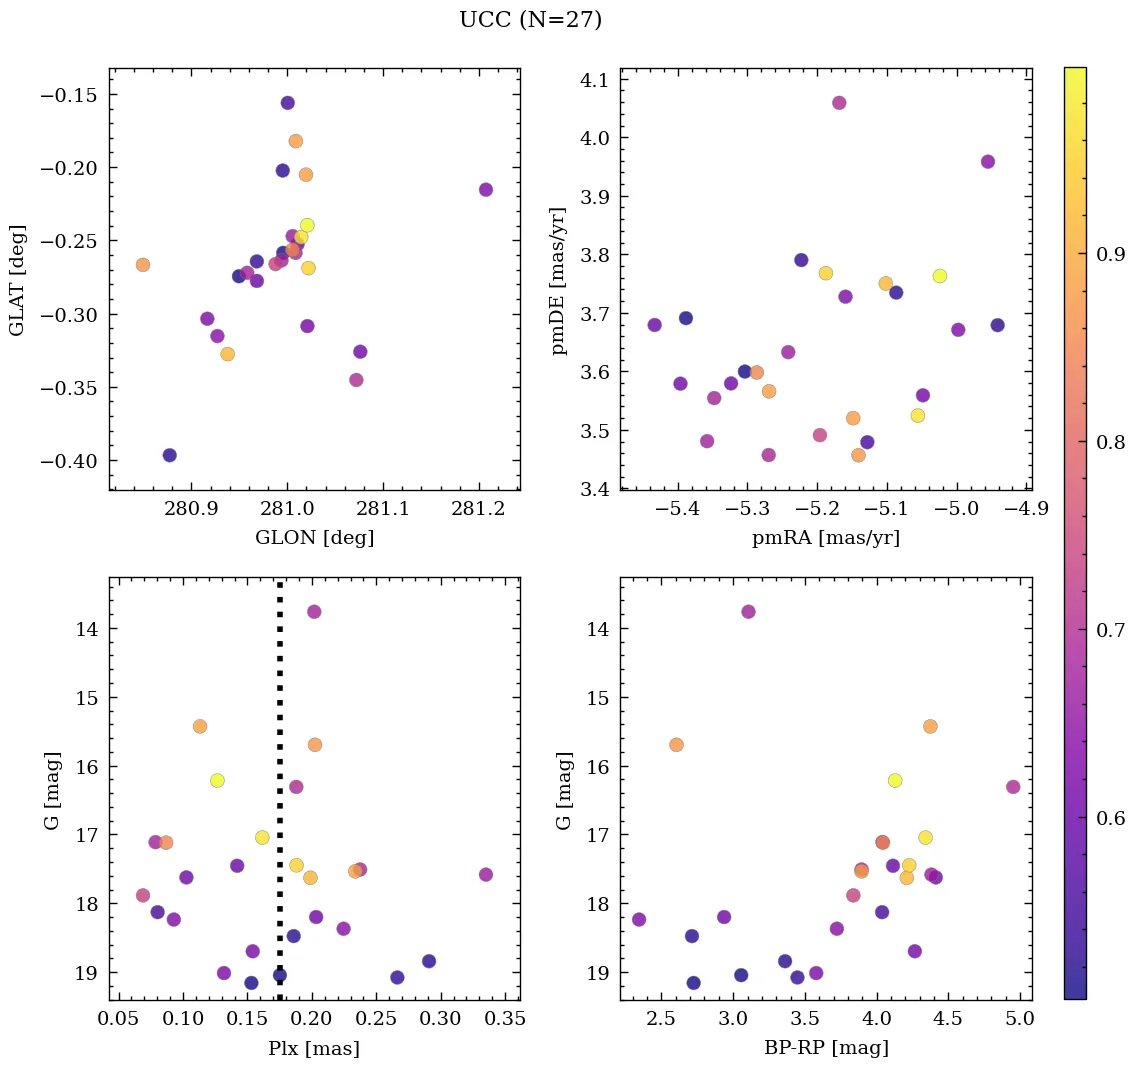 UCC (N=27)
−0.15
−0.20
−0.25
−0.30
−0.35
−0.40
GLAT [deg]
280.9 281.0 281.1 281.2
GLON [deg]
4.1
4.0
3.9
3.8
3.7
3.6
3.5
3.4
pmDE [mas/yr]
−5.4 −5.3 −5.2 −5.1 −5.0 −4.9
pmRA [mas/yr]
14
15
16
17
18
19
G [mag]
0.05 0.10 0.15 0.20 0.25 0.30 0.35
Plx [mas]
14
15
16
17
18
19
G [mag]
2.5 3.0 3.5 4.0 4.5 5.0
BP-RP [mag]
0.9
0.8
0.7
0.6